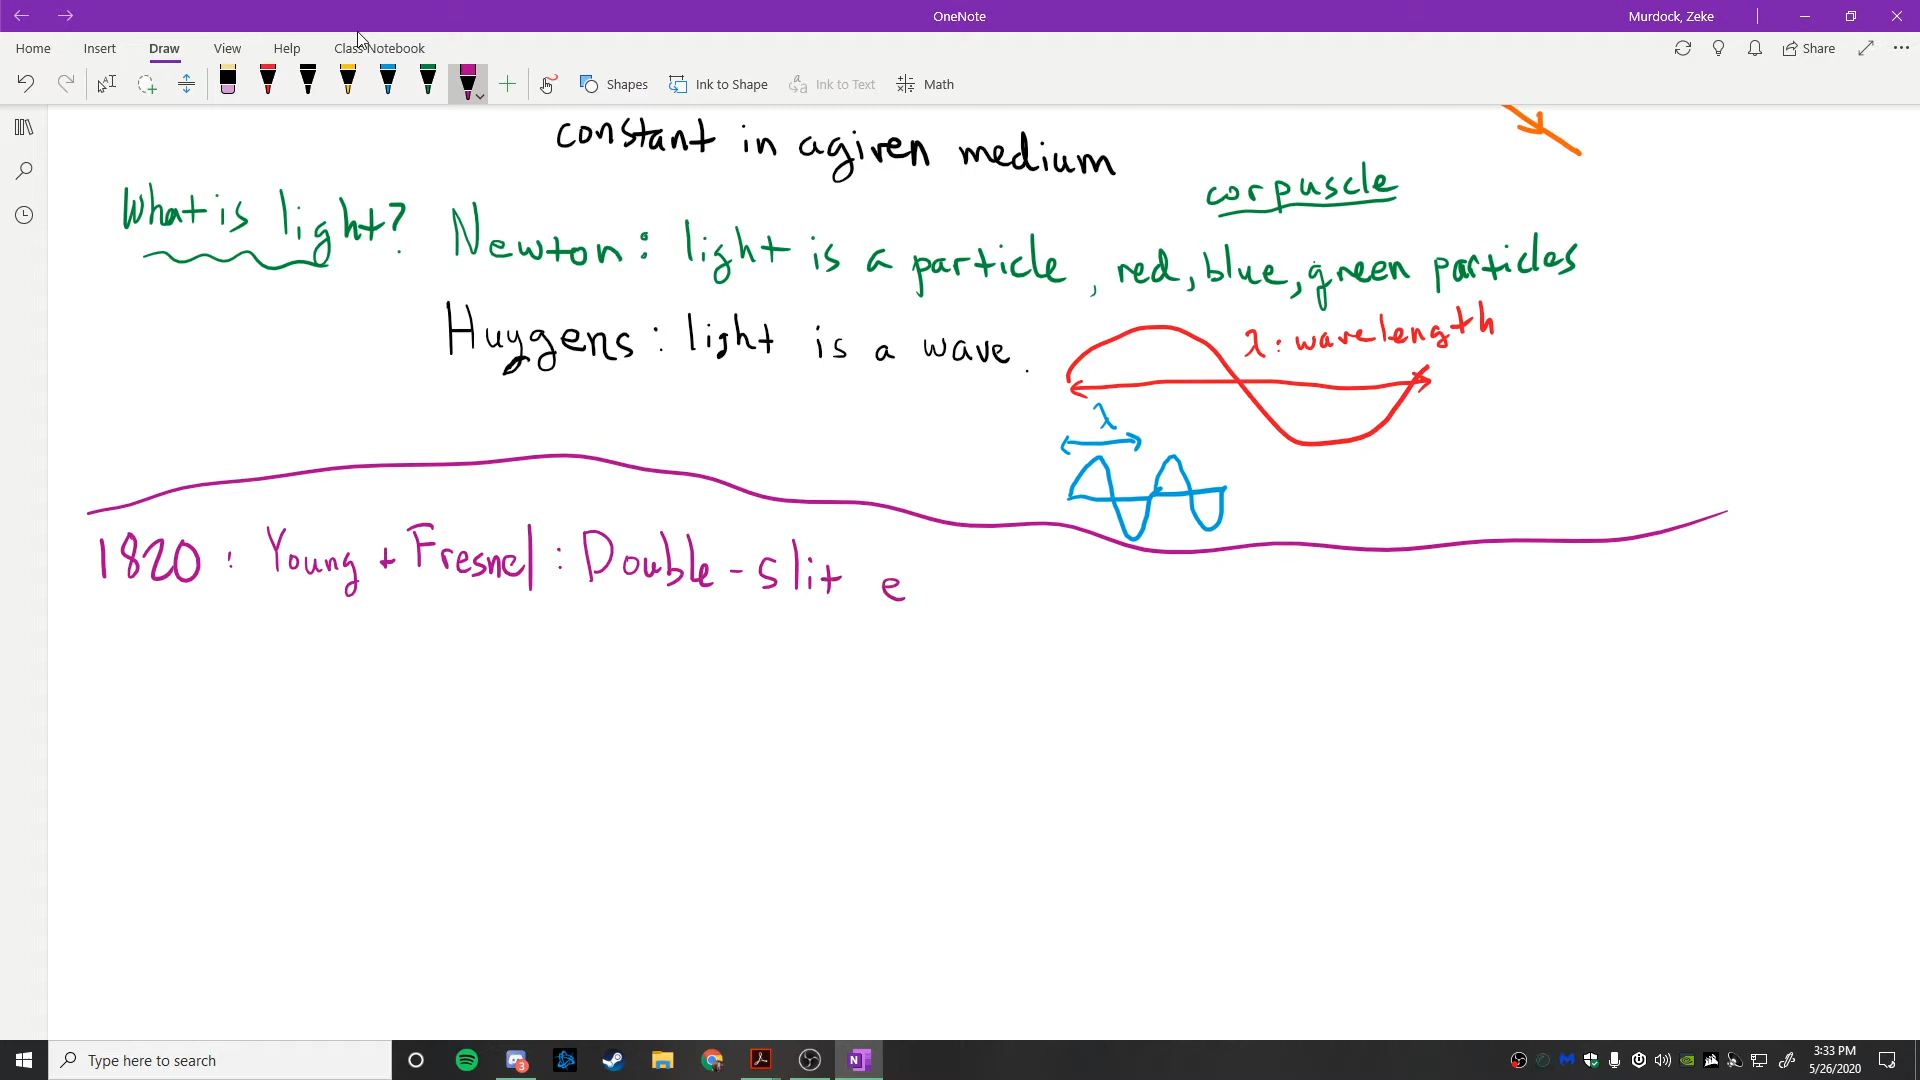 OneNote
Murdock, Zeke
Home Insert Draw View Help Class Notebook
Share
Shapes Ink to Shape Ink to Text Math
constant in a given medium
corpuscle
What is light? Newton: light is a particle, red, blue, green particles
Huygens: light is a wave.
λ: wavelength
λ
1820: Young + Fresnel: Double-slit e
Type here to search
3
3:33 PM
5/26/2020